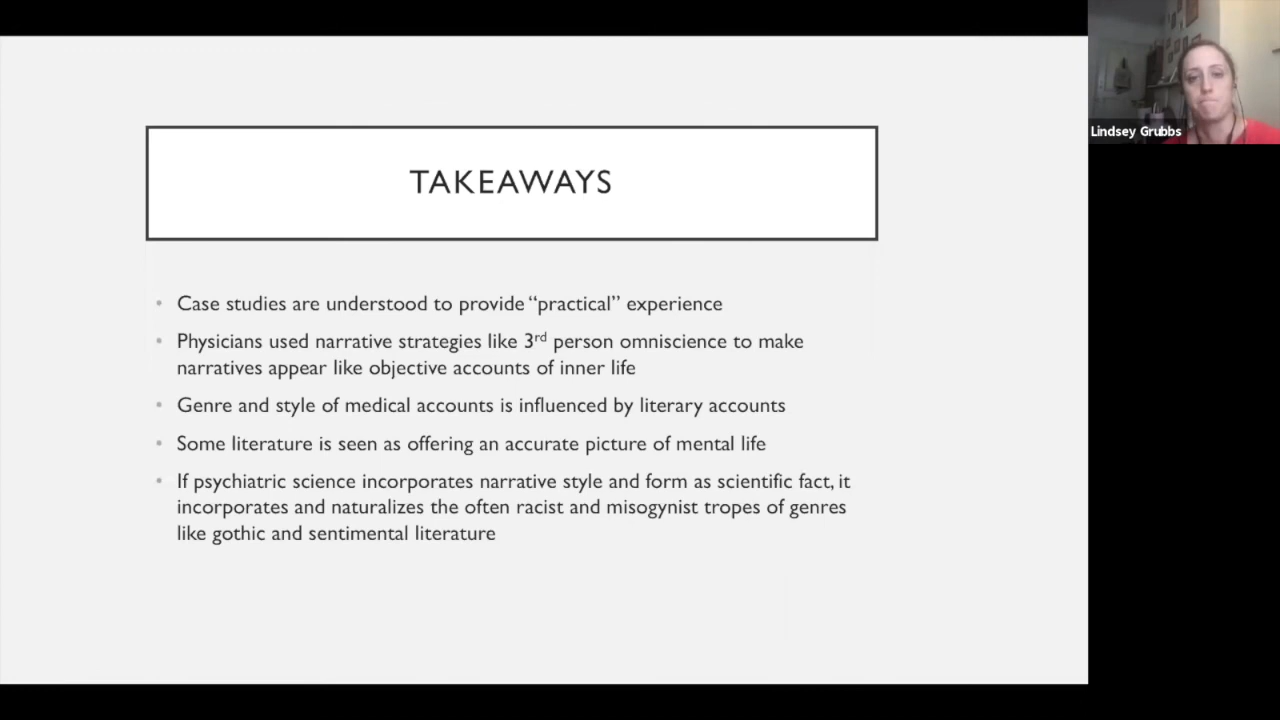 TAKEAWAYS
• Case studies are understood to provide “practical” experience
• Physicians used narrative strategies like 3rd person omniscience to make
narratives appear like objective accounts of inner life
• Genre and style of medical accounts is influenced by literary accounts
• Some literature is seen as offering an accurate picture of mental life
• If psychiatric science incorporates narrative style and form as scientific fact, it
incorporates and naturalizes the often racist and misogynist tropes of genres
like gothic and sentimental literature
Lindsey Grubbs